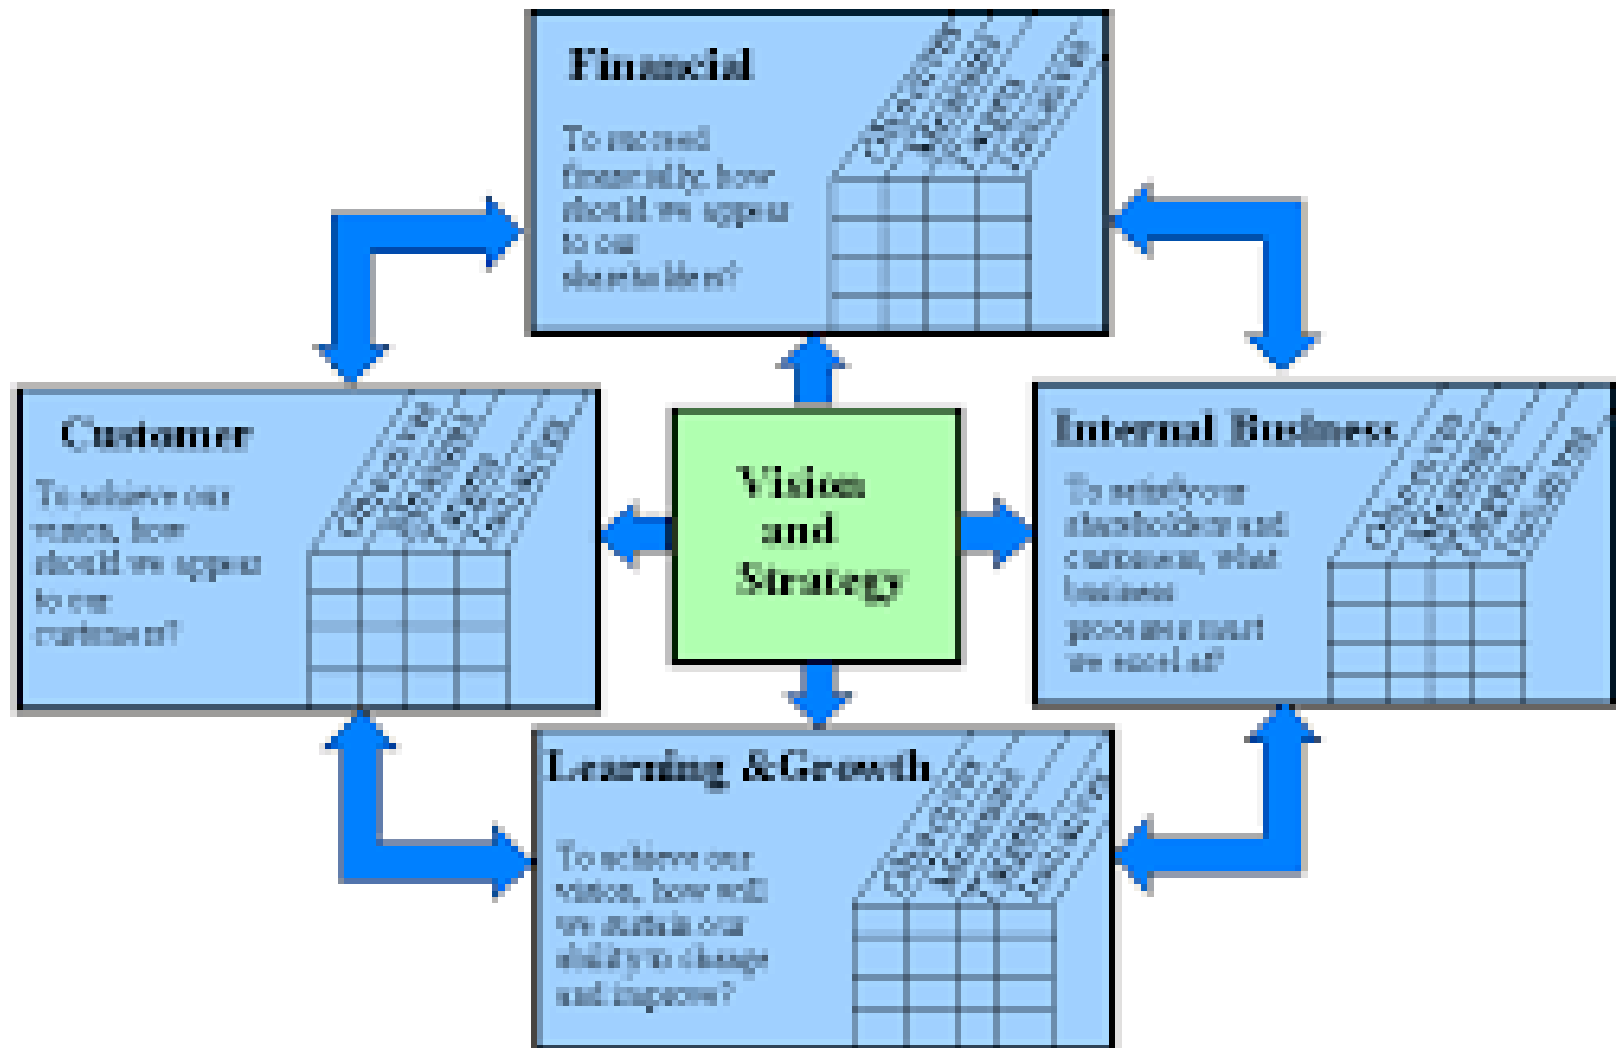 Financial
To succeed
financially, how
should we appear
to our
shareholders?
Customer
To achieve our
vision, how
should we appear
to our
customers?
Vision
and
Strategy
Internal Business
To satisfy our
shareholders and
customers, what
business
processes must
we excel at?
Learning &Growth
To achieve our
vision, how will
we sustain our
ability to change
and improve?